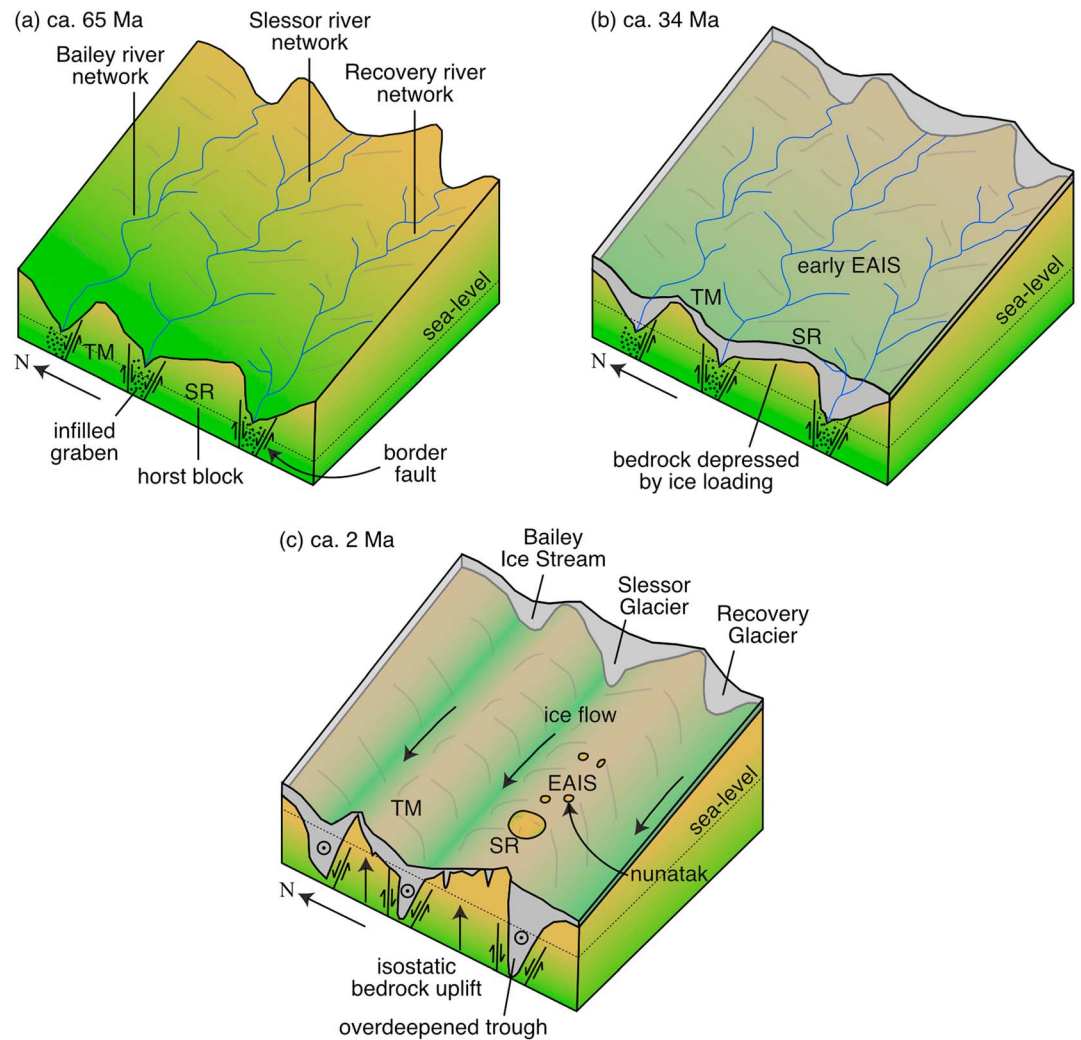 (a) ca. 65 Ma
Bailey river
network
Slessor river
network
Recovery river
network
sea-level
TM
SR
N
infilled
graben
horst block
border
fault
(b) ca. 34 Ma
early EAIS
TM
SR
sea-level
N
bedrock depressed
by ice loading
(c) ca. 2 Ma
Bailey
Ice Stream
Slessor
Glacier
Recovery
Glacier
ice flow
EAIS
TM
SR
sea-level
nunatak
N
isostatic
bedrock uplift
overdeepened trough